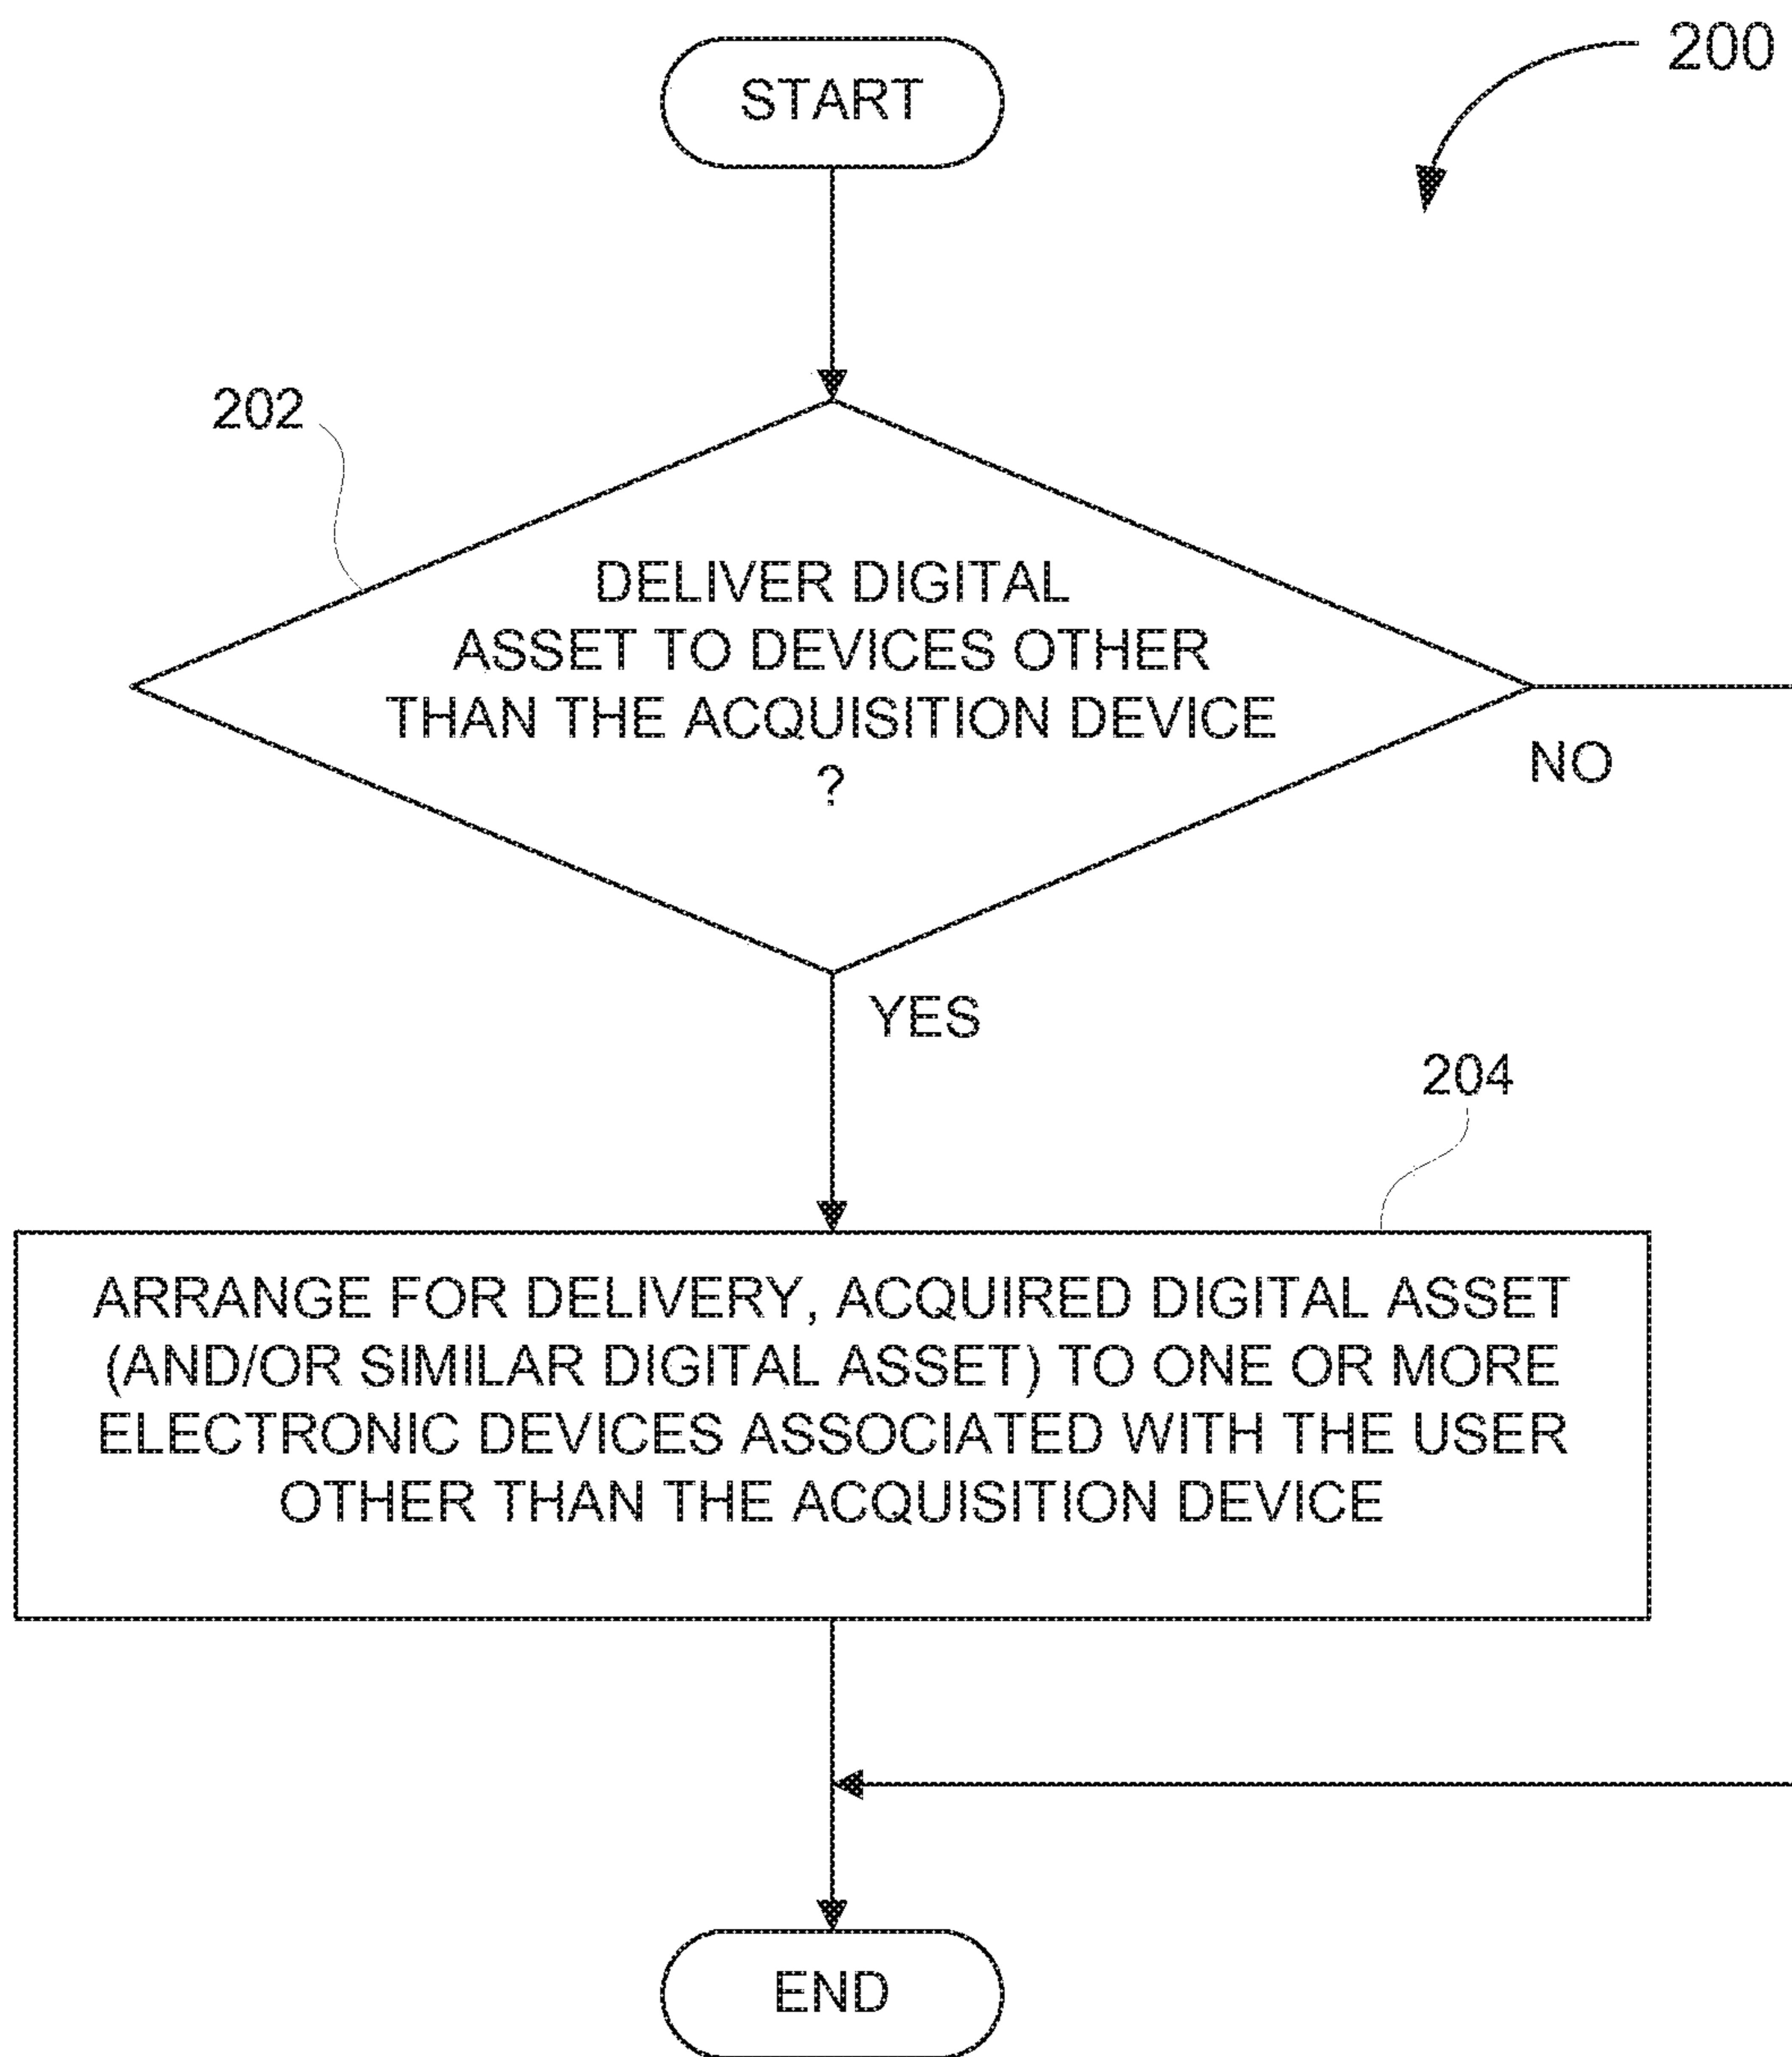 200
START
202
DELIVER DIGITAL
ASSET TO DEVICES OTHER
THAN THE ACQUISITION DEVICE
?
NO
YES
204
ARRANGE FOR DELIVERY, ACQUIRED DIGITAL ASSET
(AND/OR SIMILAR DIGITAL ASSET) TO ONE OR MORE
ELECTRONIC DEVICES ASSOCIATED WITH THE USER
OTHER THAN THE ACQUISITION DEVICE
END